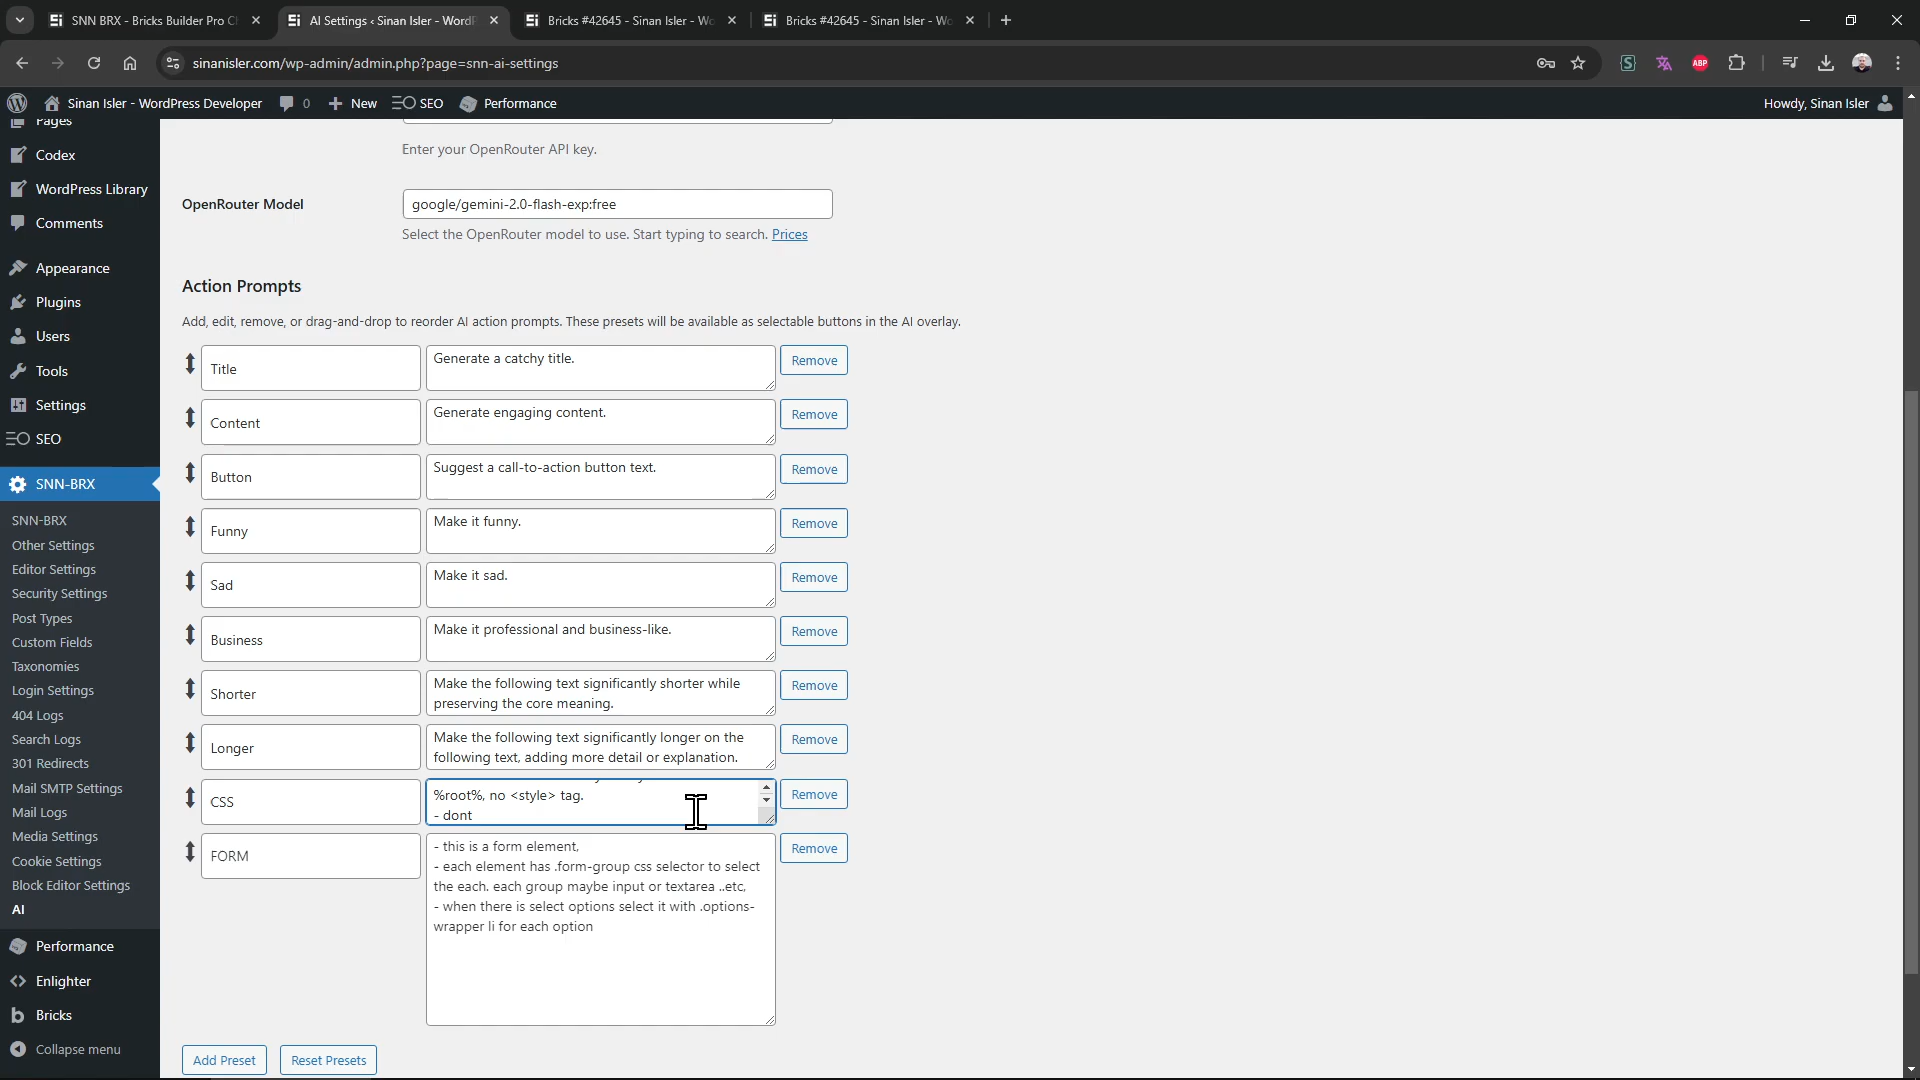 SNN BRX - Bricks Builder Pro Ch
AI Settings ‹ Sinan Isler - WordP
Bricks #42645 - Sinan Isler - Wo
Bricks #42645 - Sinan Isler - Wo
sinanisler.com/wp-admin/admin.php?page=snn-ai-settings
ABP
Sinan Isler - WordPress Developer
0
New
SEO
Performance
Howdy, Sinan Isler
Pages
Codex
WordPress Library
Comments
Appearance
Plugins
Users
Tools
Settings
SEO
SNN-BRX
SNN-BRX
Other Settings
Editor Settings
Security Settings
Post Types
Custom Fields
Taxonomies
Login Settings
404 Logs
Search Logs
301 Redirects
Mail SMTP Settings
Mail Logs
Media Settings
Cookie Settings
Block Editor Settings
AI
Performance
Enlighter
Bricks
Collapse menu
Enter your OpenRouter API key.
OpenRouter Model
google/gemini-2.0-flash-exp:free
Select the OpenRouter model to use. Start typing to search. Prices
Action Prompts
Add, edit, remove, or drag-and-drop to reorder AI action prompts. These presets will be available as selectable buttons in the AI overlay.
Title
Generate a catchy title.
Remove
Content
Generate engaging content.
Remove
Button
Suggest a call-to-action button text.
Remove
Funny
Make it funny.
Remove
Sad
Make it sad.
Remove
Business
Make it professional and business-like.
Remove
Shorter
Make the following text significantly shorter while
preserving the core meaning.
Remove
Longer
Make the following text significantly longer on the
following text, adding more detail or explanation.
Remove
CSS
%root%, no <style> tag.
- dont
Remove
FORM
- this is a form element,
- each element has .form-group css selector to select
the each. each group maybe input or textarea ..etc,
- when there is select options select it with .options-
wrapper li for each option
Remove
Add Preset
Reset Presets